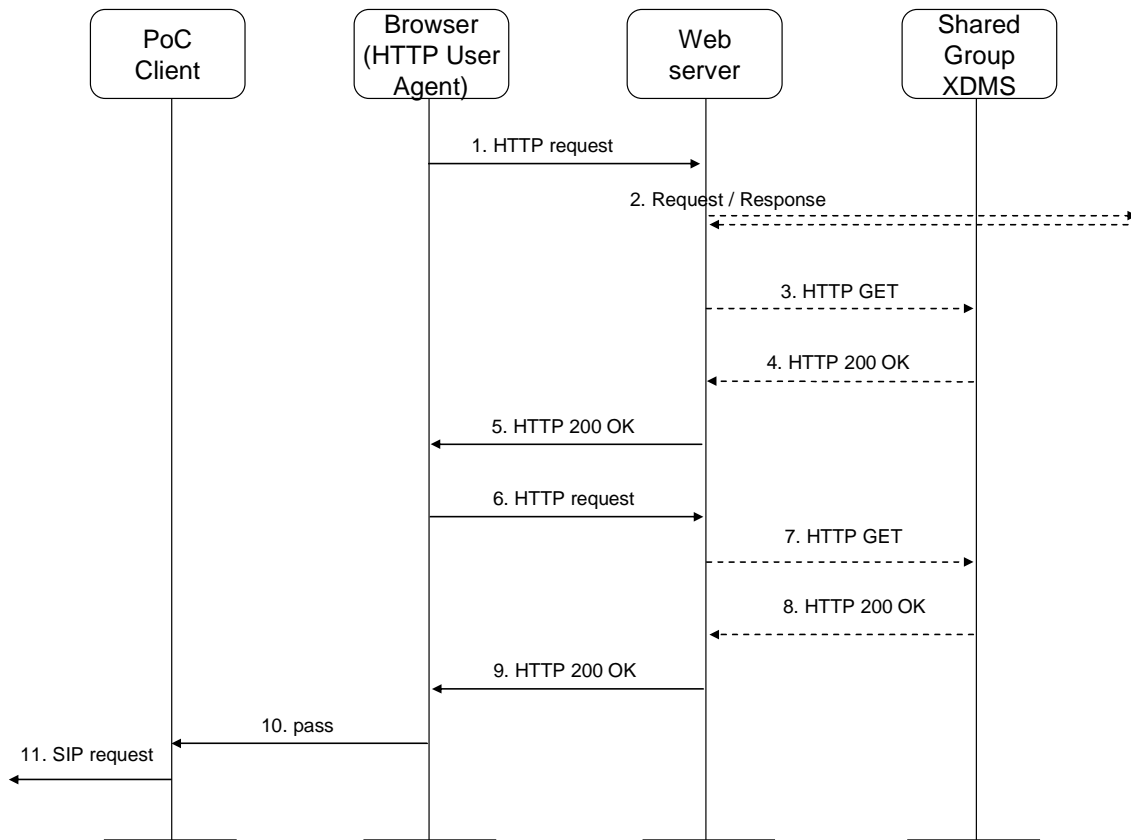 PoC
Client
Browser
(HTTP User
Agent)
Web
server
Shared
Group
XDMS
1. HTTP request
2. Request / Response
3. HTTP GET
4. HTTP 200 OK
5. HTTP 200 OK
6. HTTP request
7. HTTP GET
8. HTTP 200 OK
9. HTTP 200 OK
10. pass
11. SIP request